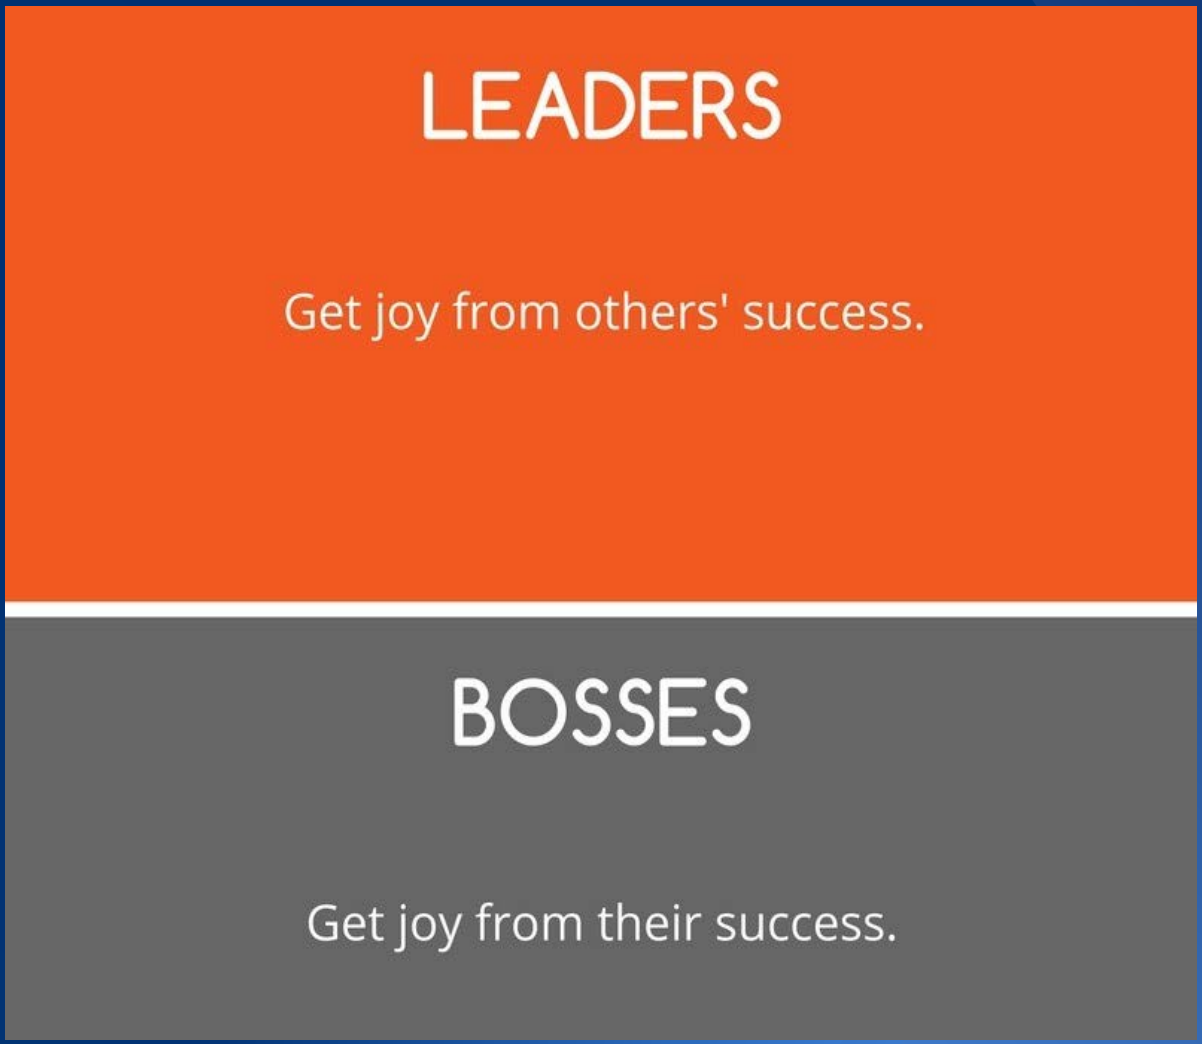 LEADERS
Get joy from others' success.
BOSSES
Get joy from their success.